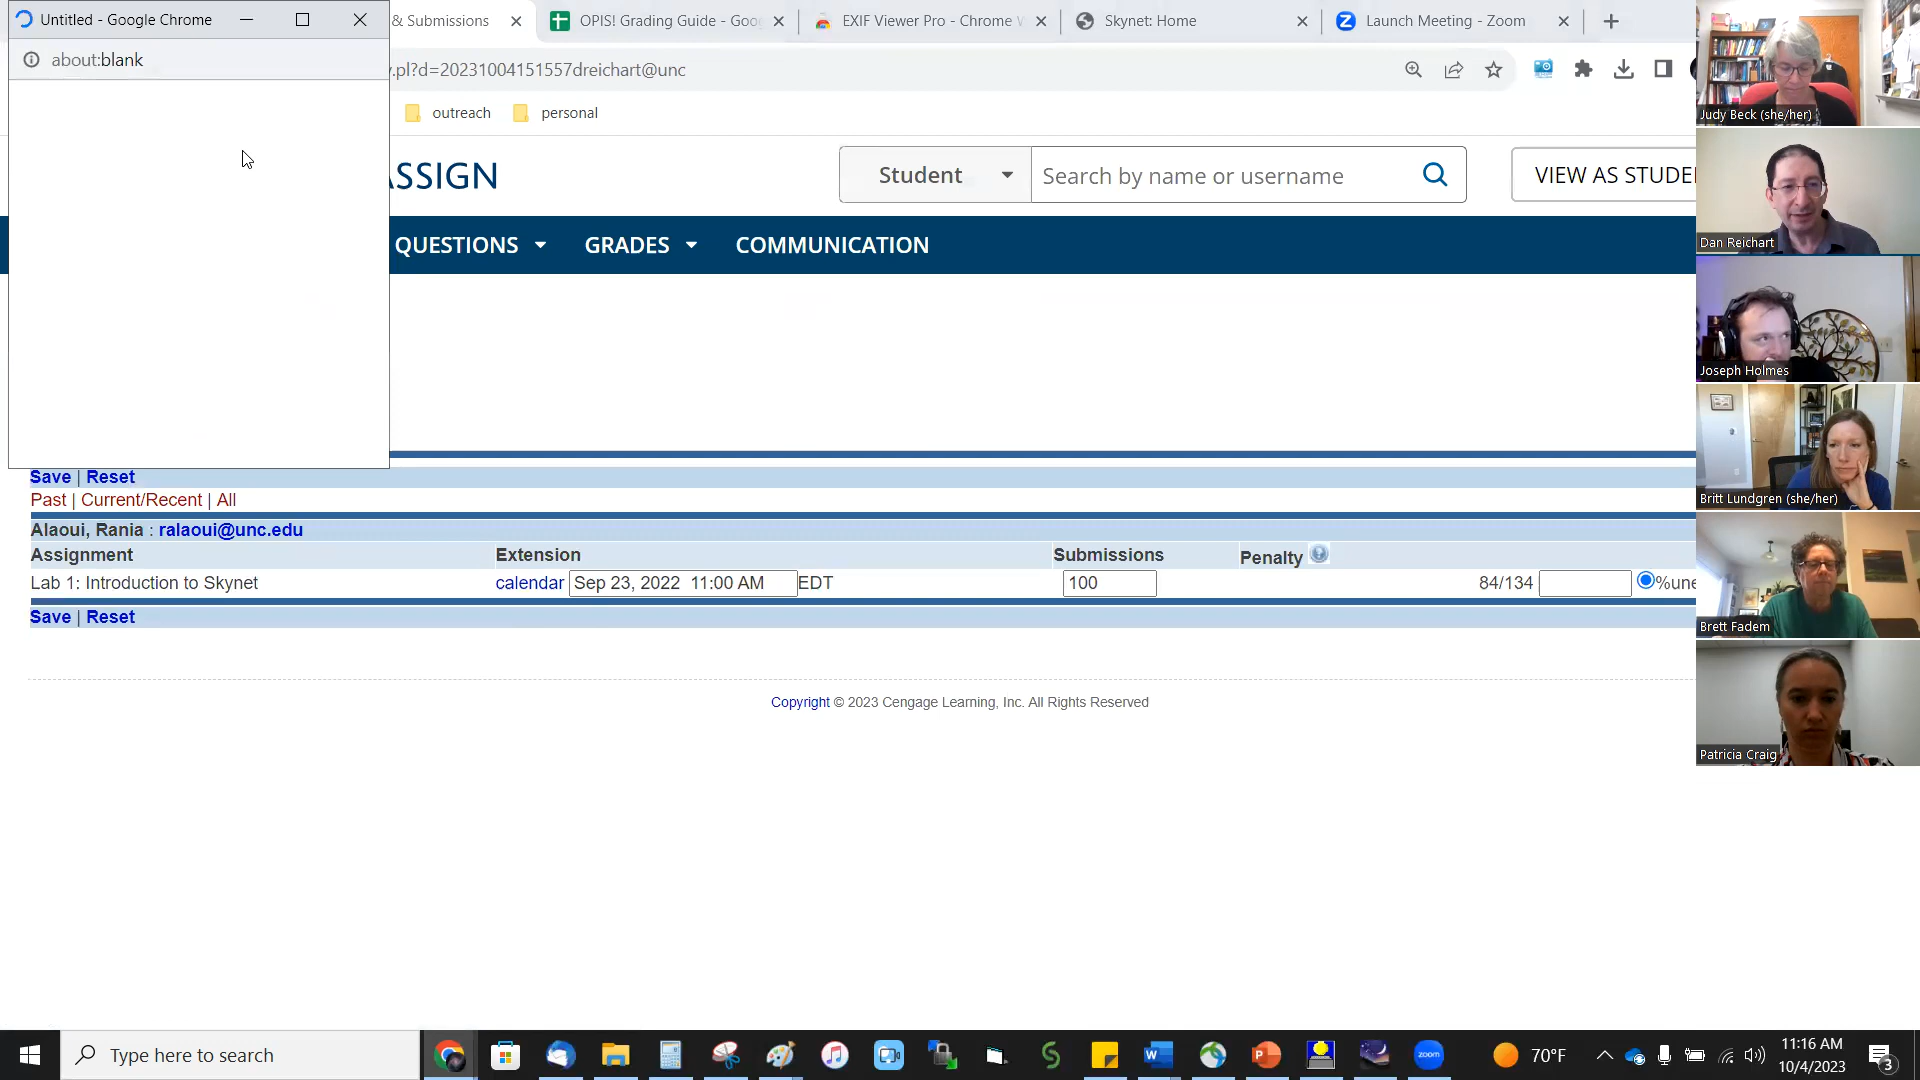 Untitled - Google Chrome
& Submissions
OPIS! Grading Guide - Goo
EXIF Viewer Pro - Chrome W
Skynet: Home
Launch Meeting - Zoom
about:blank
.pl?d=20231004151557dreichart@unc
outreach
personal
ASSIGN
Student
Search by name or username
VIEW AS STUDE
QUESTIONS
GRADES
COMMUNICATION
Save | Reset
Past | Current/Recent | All
Alaoui, Rania : ralaoui@unc.edu
Assignment Extension Submissions Penalty
Lab 1: Introduction to Skynet calendar Sep 23, 2022 11:00 AM EDT 100 84/134 %une
Save | Reset
Copyright © 2023 Cengage Learning, Inc. All Rights Reserved
Judy Beck (she/her)
Dan Reichart
Joseph Holmes
Britt Lundgren (she/her)
Brett Fadem
Patricia Craig
Type here to search
zoom
70°F
11:16 AM
10/4/2023
3